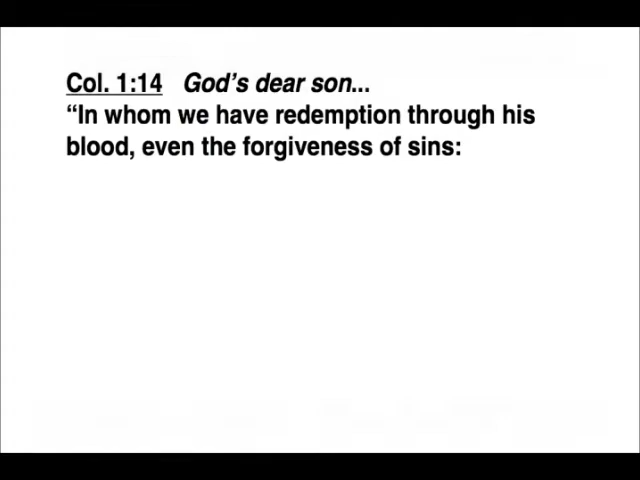 Col. 1:14 God’s dear son...
“In whom we have redemption through his
blood, even the forgiveness of sins: